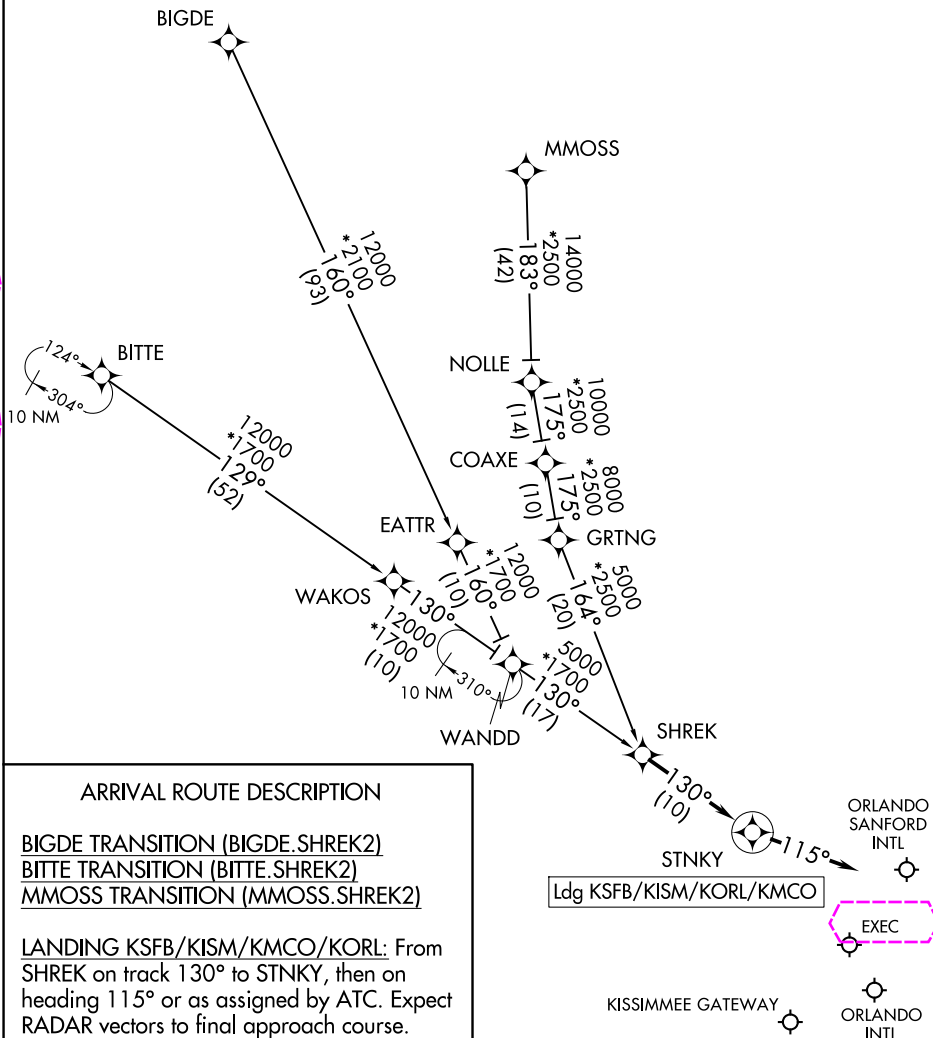 BIGDE
MMOSS
12000
*2100
160°
(93)
14000
*2500
183°
(42)
124°
BITTE
304°
10 NM
NOLLE
10000
*2500
175°
(14)
12000
*1700
129°
(52)
COAXE
8000
*2500
175°
(10)
EATTR
GRTNG
12000
*1700
160°
(10)
5000
*2500
164°
(20)
WAKOS
130°
12000
*1700
(10)
310°
10 NM
5000
*1700
130°
(17)
WANDD
SHREK
130°
(10)
ORLANDO
SANFORD
INTL
STNKY
115°
Ldg KSFB/KISM/KORL/KMCO
EXEC
KISSIMMEE GATEWAY
ORLANDO
INTL
ARRIVAL ROUTE DESCRIPTION
BIGDE TRANSITION (BIGDE.SHREK2)
BITTE TRANSITION (BITTE.SHREK2)
MMOSS TRANSITION (MMOSS.SHREK2)
LANDING KSFB/KISM/KMCO/KORL: From
SHREK on track 130° to STNKY, then on
heading 115° or as assigned by ATC. Expect
RADAR vectors to final approach course.